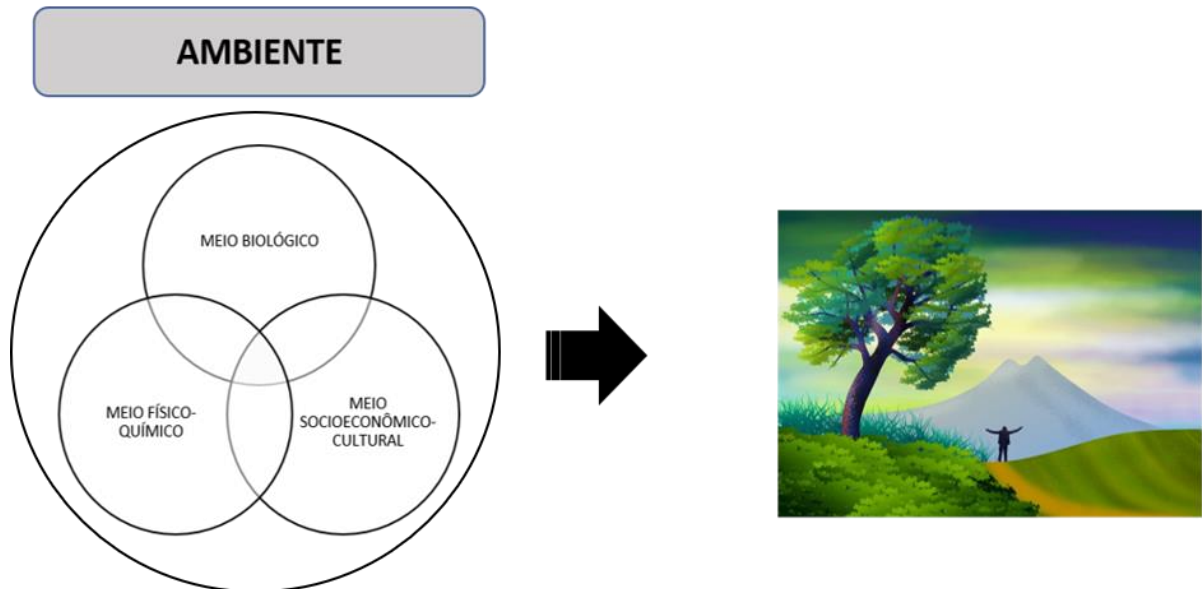 AMBIENTE
MEIO BIOLÓGICO
MEIO FÍSICO-
QUÍMICO
MEIO
SOCIOECONÔMICO-
CULTURAL